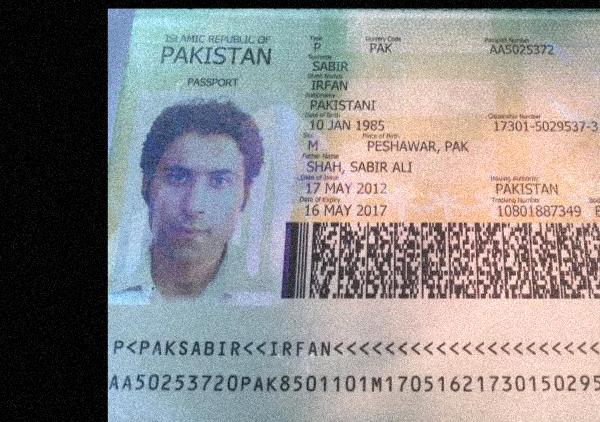 ISLAMIC REPUBLIC OF
PAKISTAN
PASSPORT
Type Country Code Passport Number
P PAK AA5025372
Surname
SABIR
Given Names
IRFAN
Nationality
PAKISTANI
Date of Birth Citizenship Number
10 JAN 1985 17301-5029537-3
Sex Place of Birth
M PESHAWAR, PAK
Father Name
SHAH, SABIR ALI
Date of Issue Issuing Authority
17 MAY 2012 PAKISTAN
Date of Expiry Tracking Number
16 MAY 2017 10801887349
P<PAKSABIR<<IRFAN<<<<<<<<<<<<<<<<<<<<<
AA50253720PAK8501101M17051621730150295